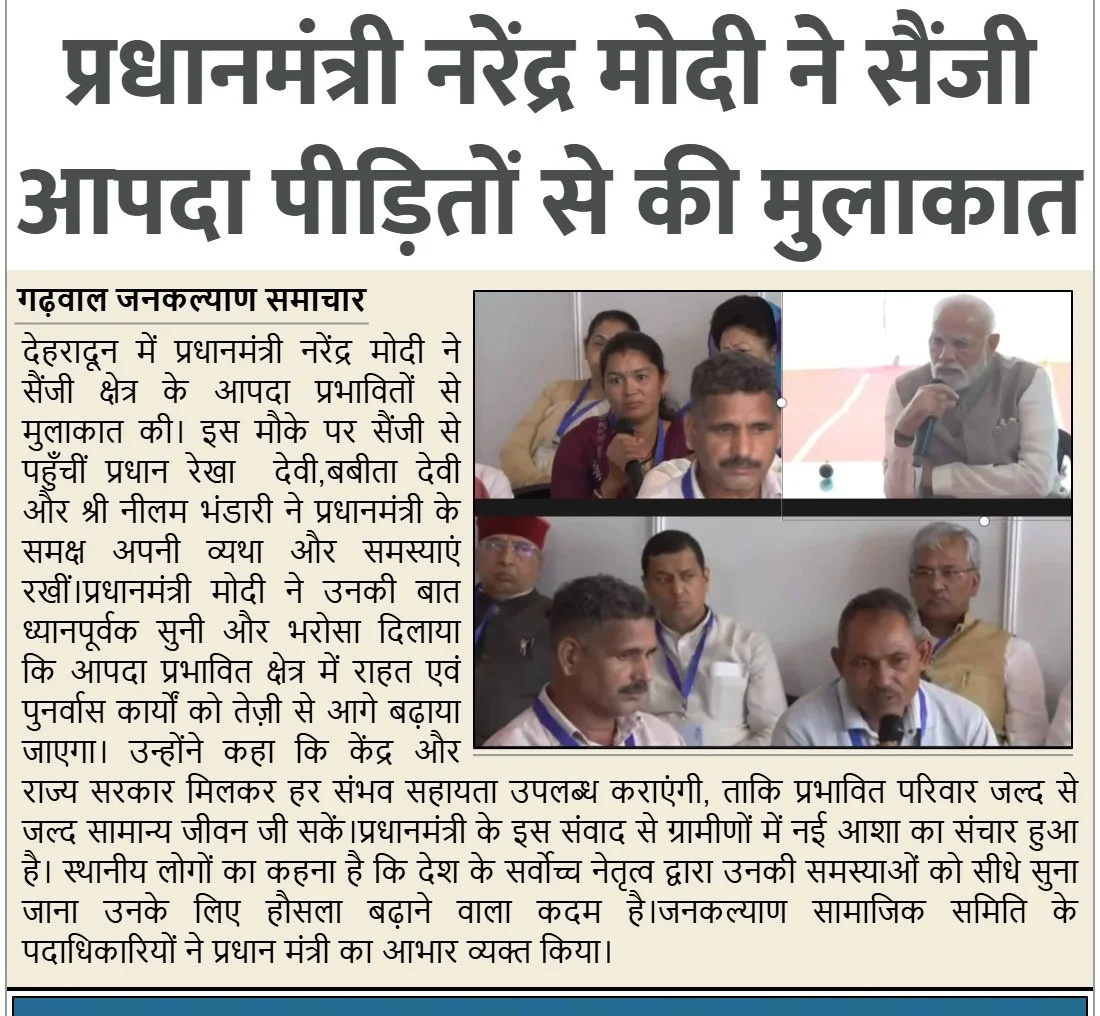 प्रधानमंत्री नरेंद्र मोदी ने सैंजी
आपदा पीड़ितों से की मुलाकात
गढ़वाल जनकल्याण समाचार
देहरादून में प्रधानमंत्री नरेंद्र मोदी ने
सैंजी क्षेत्र के आपदा प्रभावितों से
मुलाकात की। इस मौके पर सैंजी से
पहुँचीं प्रधान रेखा देवी,बबीता देवी
और श्री नीलम भंडारी ने प्रधानमंत्री के
समक्ष अपनी व्यथा और समस्याएं
रखीं।प्रधानमंत्री मोदी ने उनकी बात
ध्यानपूर्वक सुनी और भरोसा दिलाया
कि आपदा प्रभावित क्षेत्र में राहत एवं
पुनर्वास कार्यों को तेज़ी से आगे बढ़ाया
जाएगा। उन्होंने कहा कि केंद्र और
राज्य सरकार मिलकर हर संभव सहायता उपलब्ध कराएंगी, ताकि प्रभावित परिवार जल्द से
जल्द सामान्य जीवन जी सकें।प्रधानमंत्री के इस संवाद से ग्रामीणों में नई आशा का संचार हुआ
है। स्थानीय लोगों का कहना है कि देश के सर्वोच्च नेतृत्व द्वारा उनकी समस्याओं को सीधे सुना
जाना उनके लिए हौसला बढ़ाने वाला कदम है।जनकल्याण सामाजिक समिति के
पदाधिकारियों ने प्रधान मंत्री का आभार व्यक्त किया।